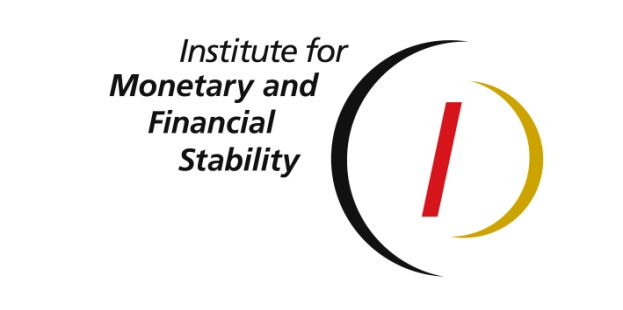 Institute for
Monetary and
Financial
Stability